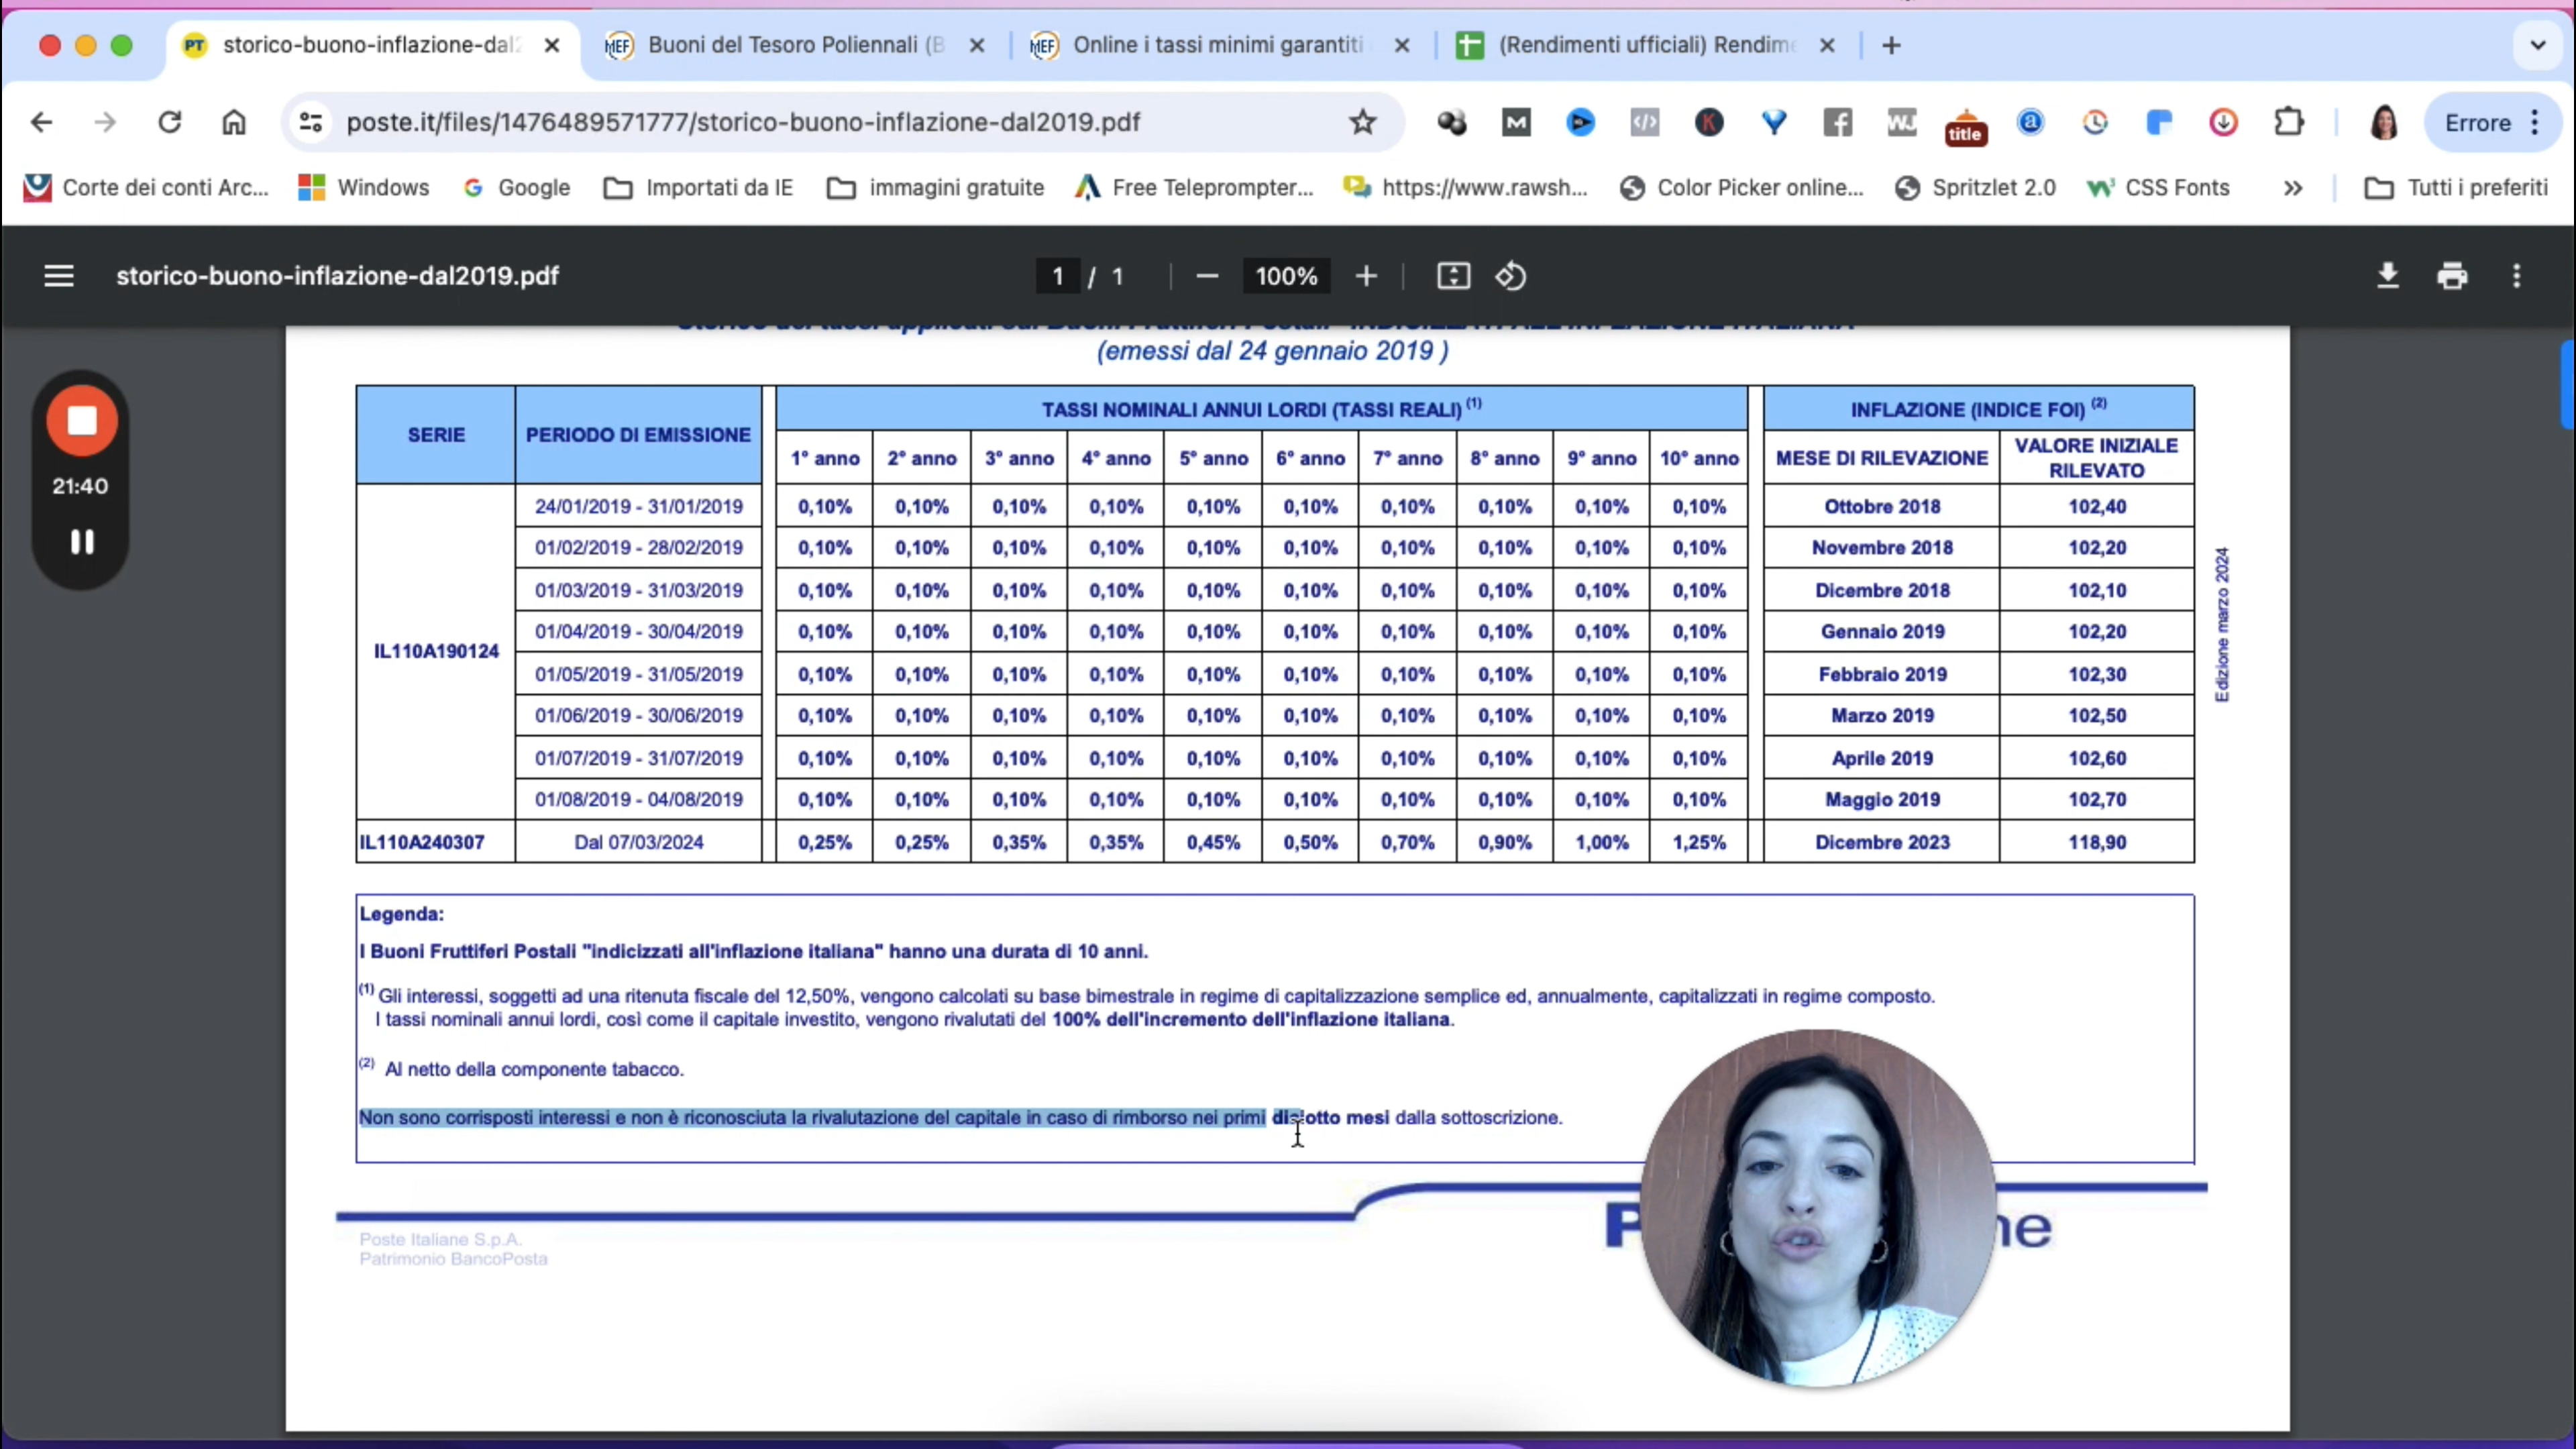 storico-buono-inflazione-dal2
Buoni del Tesoro Poliennali (B
Online i tassi minimi garantiti
(Rendimenti ufficiali) Rendime
poste.it/files/1476489571777/storico-buono-inflazione-dal2019.pdf
title
Errore
Corte dei conti Arc...
Windows
Google
Importati da IE
immagini gratuite
Free Teleprompter...
https://www.rawsh...
Color Picker online...
Spritzlet 2.0
CSS Fonts
Tutti i preferiti
storico-buono-inflazione-dal2019.pdf
1 / 1
100%
21:40
(emessi dal 24 gennaio 2019 )
SERIE PERIODO DI EMISSIONE TASSI NOMINALI ANNUI LORDI (TASSI REALI) (1) INFLAZIONE (INDICE FOI) (2)
1° anno 2° anno 3° anno 4° anno 5° anno 6° anno 7° anno 8° anno 9° anno 10° anno MESE DI RILEVAZIONE VALORE INIZIALE RILEVATO
24/01/2019 - 31/01/2019 0,10% 0,10% 0,10% 0,10% 0,10% 0,10% 0,10% 0,10% 0,10% 0,10% Ottobre 2018 102,40
01/02/2019 - 28/02/2019 0,10% 0,10% 0,10% 0,10% 0,10% 0,10% 0,10% 0,10% 0,10% 0,10% Novembre 2018 102,20
01/03/2019 - 31/03/2019 0,10% 0,10% 0,10% 0,10% 0,10% 0,10% 0,10% 0,10% 0,10% 0,10% Dicembre 2018 102,10
01/04/2019 - 30/04/2019 0,10% 0,10% 0,10% 0,10% 0,10% 0,10% 0,10% 0,10% 0,10% 0,10% Gennaio 2019 102,20
IL110A190124
01/05/2019 - 31/05/2019 0,10% 0,10% 0,10% 0,10% 0,10% 0,10% 0,10% 0,10% 0,10% 0,10% Febbraio 2019 102,30
01/06/2019 - 30/06/2019 0,10% 0,10% 0,10% 0,10% 0,10% 0,10% 0,10% 0,10% 0,10% 0,10% Marzo 2019 102,50
01/07/2019 - 31/07/2019 0,10% 0,10% 0,10% 0,10% 0,10% 0,10% 0,10% 0,10% 0,10% 0,10% Aprile 2019 102,60
01/08/2019 - 04/08/2019 0,10% 0,10% 0,10% 0,10% 0,10% 0,10% 0,10% 0,10% 0,10% 0,10% Maggio 2019 102,70
IL110A240307 Dal 07/03/2024 0,25% 0,25% 0,35% 0,35% 0,45% 0,50% 0,70% 0,90% 1,00% 1,25% Dicembre 2023 118,90
Edizione marzo 2024
Legenda:
I Buoni Fruttiferi Postali "indicizzati all'inflazione italiana" hanno una durata di 10 anni.
(1) Gli interessi, soggetti ad una ritenuta fiscale del 12,50%, vengono calcolati su base bimestrale in regime di capitalizzazione semplice ed, annualmente, capitalizzati in regime composto.
I tassi nominali annui lordi, così come il capitale investito, vengono rivalutati del 100% dell'incremento dell'inflazione italiana.
(2) Al netto della componente tabacco.
Non sono corrisposti interessi e non è riconosciuta la rivalutazione del capitale in caso di rimborso nei primi diciotto mesi dalla sottoscrizione.
Poste Italiane S.p.A.
Patrimonio BancoPosta